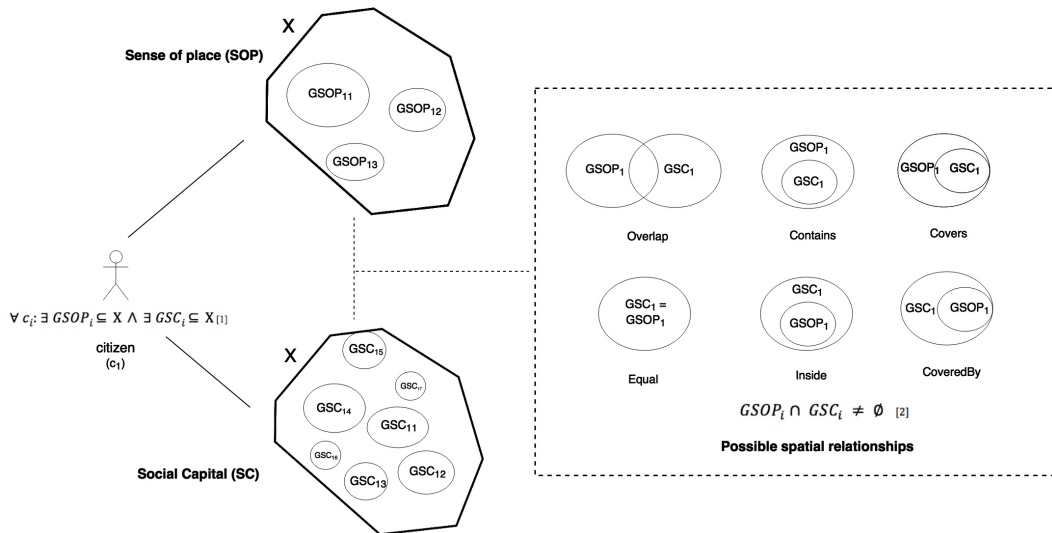 X
Sense of place (SOP)
GSOP₁₁
GSOP₁₂
GSOP₁₃
∀ cᵢ: ∃ GSOPᵢ ⊆ X ∧ ∃ GSCᵢ ⊆ X [1]
citizen
(c₁)
X
Social Capital (SC)
GSC₁₅
GSC₁₇
GSC₁₄
GSC₁₁
GSC₁₆
GSC₁₃
GSC₁₂
GSOP₁ GSC₁
Overlap
GSOP₁
GSC₁
Contains
GSOP₁ GSC₁
Covers
GSC₁ =
GSOP₁
Equal
GSC₁
GSOP₁
Inside
GSC₁ GSOP₁
CoveredBy
GSOPᵢ ∩ GSCᵢ ≠ ∅ [2]
Possible spatial relationships